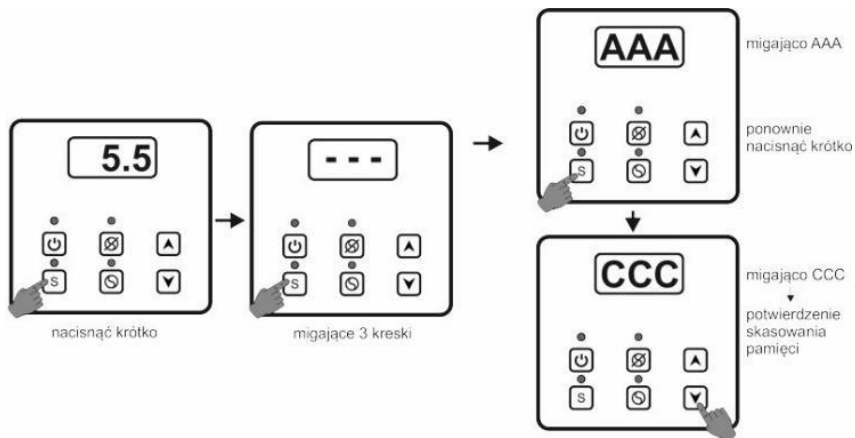 5.5
S
nacisnąć krótko
- - -
S
migające 3 kreski
AAA
S
migająco AAA
ponownie
nacisnąć krótko
CCC
S
migająco CCC
potwierdzenie
skasowania
pamięci